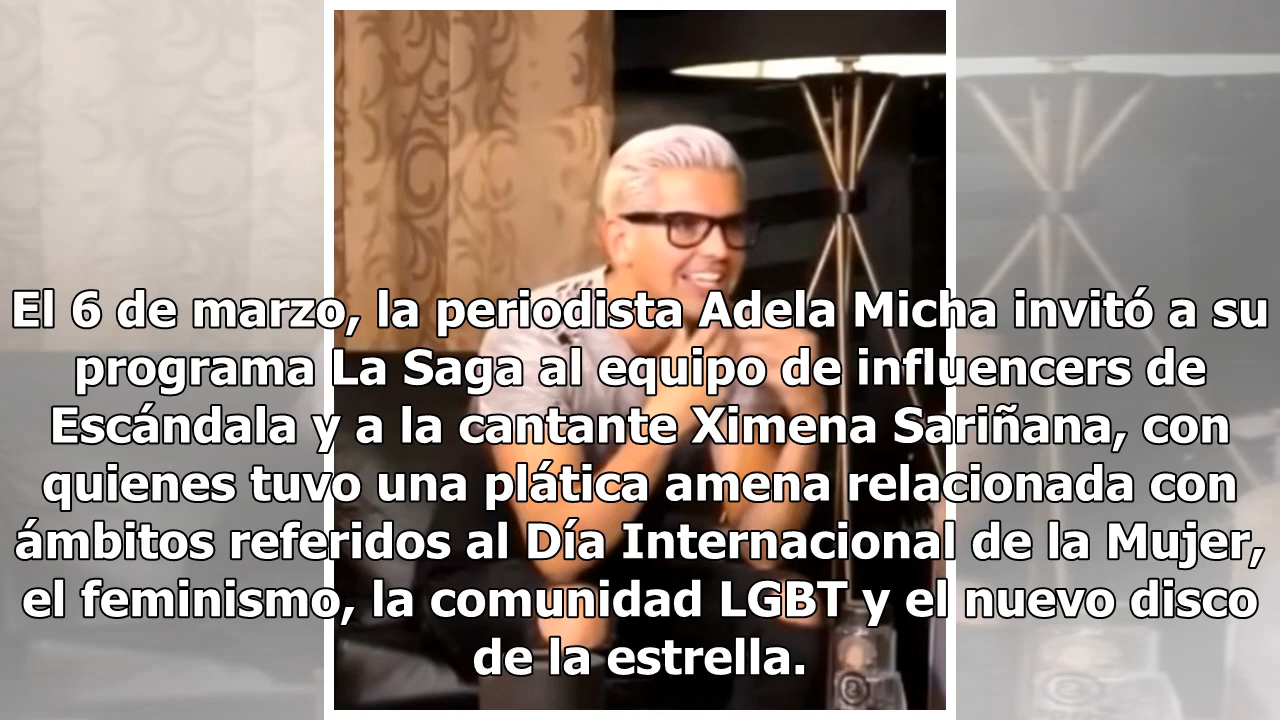 El 6 de marzo, la periodista Adela Micha invitó a su
programa La Saga al equipo de influencers de
Escándala y a la cantante Ximena Sariñana, con
quienes tuvo una plática amena relacionada con
ámbitos referidos al Día Internacional de la Mujer,
el feminismo, la comunidad LGBT y el nuevo disco
de la estrella.